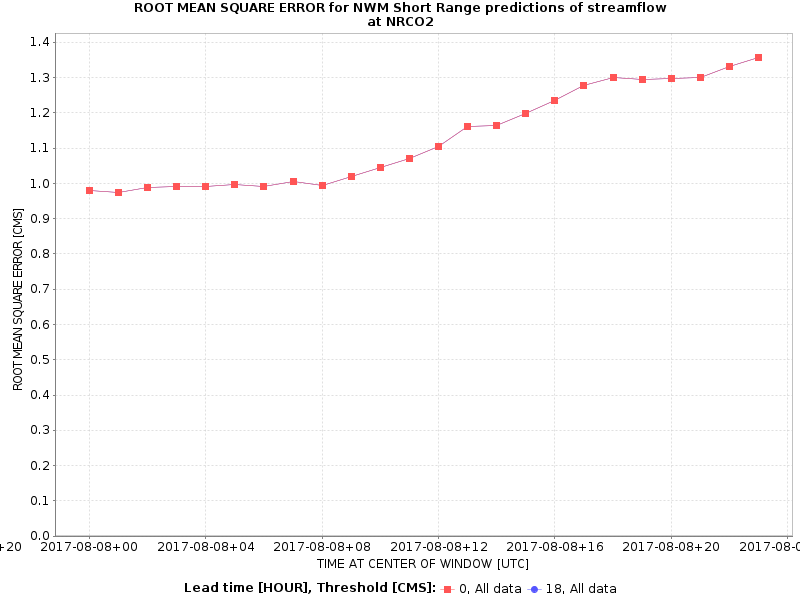 ROOT MEAN SQUARE ERROR for NWM Short Range predictions of streamflow
at NRCO2
1.4
1.3
1.2
1.1
1.0
0.9
0.8
0.7
0.6
0.5
0.4
0.3
0.2
0.1
0.0
ROOT MEAN SQUARE ERROR [CMS]
+20 2017-08-08+00 2017-08-08+04 2017-08-08+08 2017-08-08+12 2017-08-08+16 2017-08-08+20 2017-08-0
TIME AT CENTER OF WINDOW [UTC]
Lead time [HOUR], Threshold [CMS]: 0, All data 18, All data